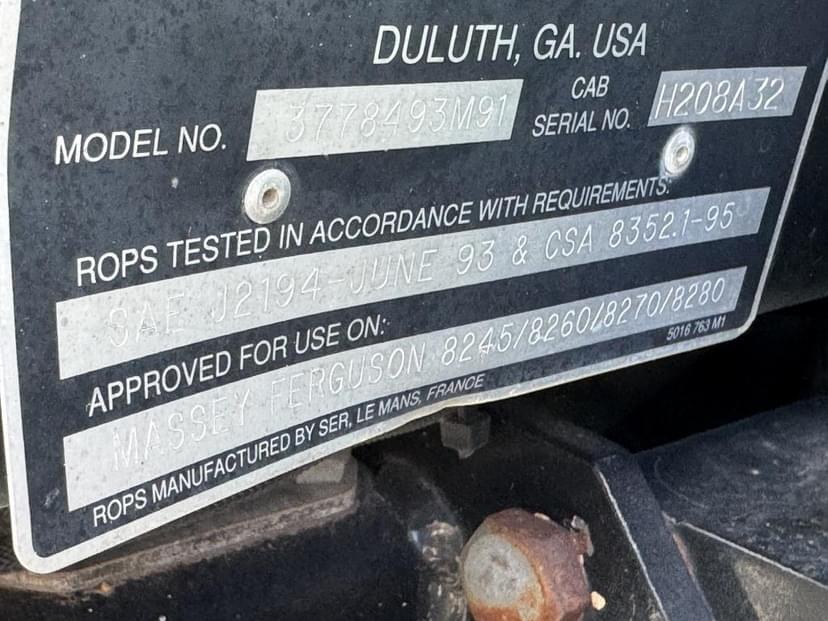 DULUTH, GA. USA
MODEL NO. 3778493M91 CAB SERIAL NO. H208A32
ROPS TESTED IN ACCORDANCE WITH REQUIREMENTS:
SAE J2194-JUNE 93 & CSA 8352.1-95
APPROVED FOR USE ON:
MASSEY FERGUSON 8245/8260/8270/8280
5016 763 M1
ROPS MANUFACTURED BY SER, LE MANS, FRANCE